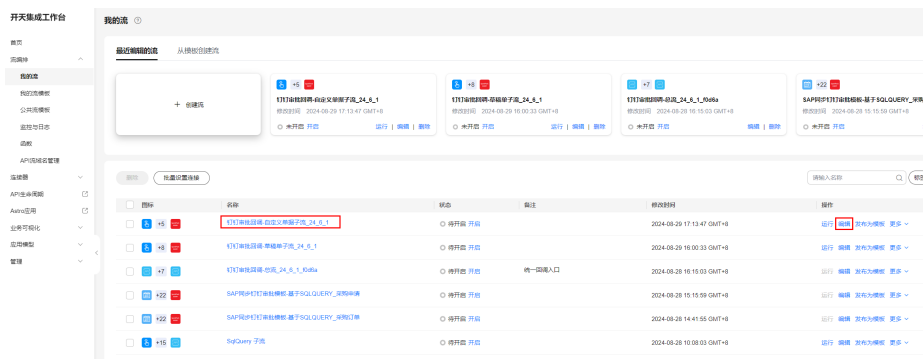 开天集成工作台
首页
流编排
我的流
我的流模板
公共流模板
监控与日志
函数
API流域名管理
连接器
API生命周期
Astro应用
业务可视化
应用模型
管理
我的流
最近编辑的流 从模板创建流
+ 创建流
+5
钉钉审批回调-自定义单据子流_24_6_1
修改时间 2024-08-29 17:13:47 GMT+8
未开启 开启 运行 | 编辑 | 删除
+8
钉钉审批回调-草稿单子流_24_6_1
修改时间 2024-08-29 16:00:33 GMT+8
未开启 开启 运行 | 编辑 | 删除
+7
钉钉审批回调-总流_24_6_1_f0d6a
修改时间 2024-08-28 16:15:03 GMT+8
未开启 开启 编辑 | 删除
+22
SAP同步钉钉审批模板-基于SQLQUERY_采购
修改时间 2024-08-28 15:15:59 GMT+8
未开启 开启
删除 批量设置连接 请输入名称 标签
图标 名称 状态 备注 修改时间 操作
+5 钉钉审批回调-自定义单据子流_24_6_1 待开启 开启 2024-08-29 17:13:47 GMT+8 运行 编辑 发布为模板 更多
+8 钉钉审批回调-草稿单子流_24_6_1 待开启 开启 2024-08-29 16:00:33 GMT+8 运行 编辑 发布为模板 更多
+7 钉钉审批回调-总流_24_6_1_f0d6a 待开启 开启 统一回调入口 2024-08-28 16:15:03 GMT+8 运行 编辑 发布为模板 更多
+22 SAP同步钉钉审批模板-基于SQLQUERY_采购申请 待开启 开启 2024-08-28 15:15:59 GMT+8 运行 编辑 发布为模板 更多
+22 SAP同步钉钉审批模板-基于SQLQUERY_采购订单 待开启 开启 2024-08-28 14:41:55 GMT+8 运行 编辑 发布为模板 更多
+15 SqlQuery 子流 待开启 开启 2024-08-28 10:08:03 GMT+8 运行 编辑 发布为模板 更多